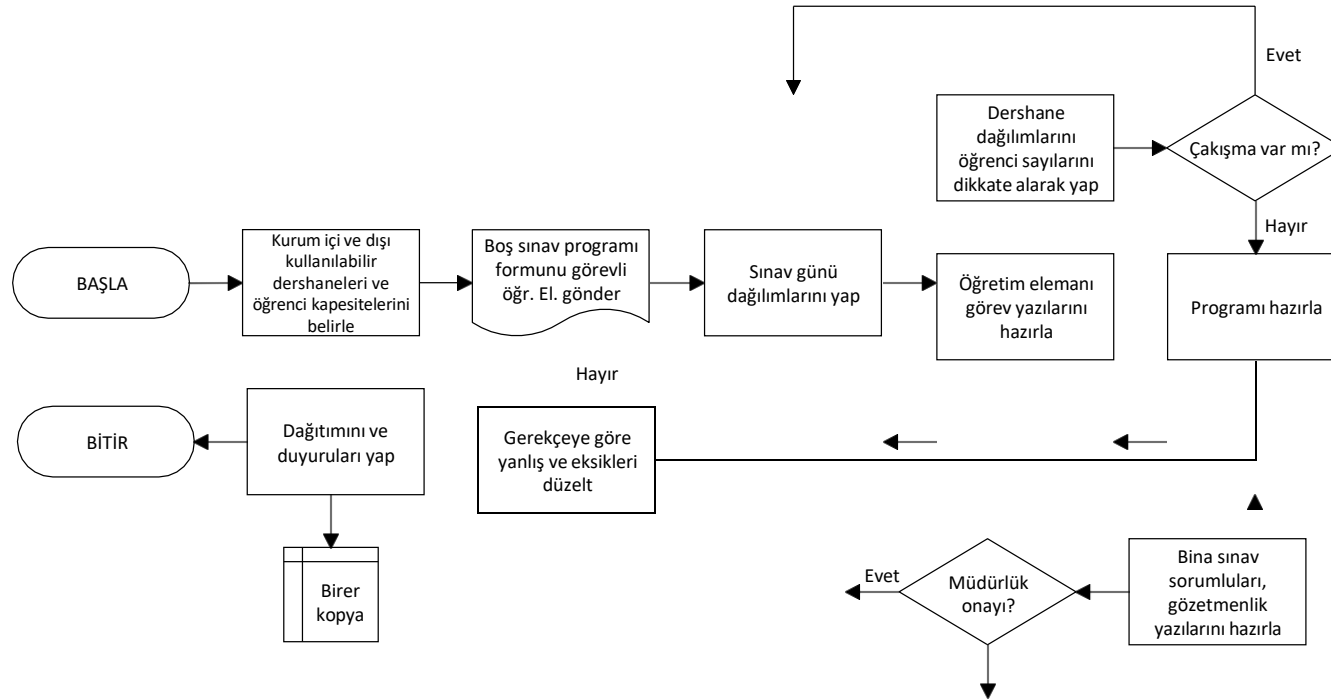 Evet
Dershane
dağılımlarını
öğrenci sayılarını
dikkate alarak yap
Çakışma var mı?
Hayır
BAŞLA
Kurum içi ve dışı
kullanılabilir
dershaneleri ve
öğrenci kapesitelerini
belirle
Boş sınav programı
formunu görevli
öğr. El. gönder
Sınav günü
dağılımlarını yap
Öğretim elemanı
görev yazılarını
hazırla
Programı hazırla
Hayır
BİTİR
Dağıtımını ve
duyuruları yap
Gerekçeye göre
yanlış ve eksikleri
düzelt
Birer
kopya
Evet
Müdürlük
onayı?
Bina sınav
sorumluları,
gözetmenlik
yazılarını hazırla